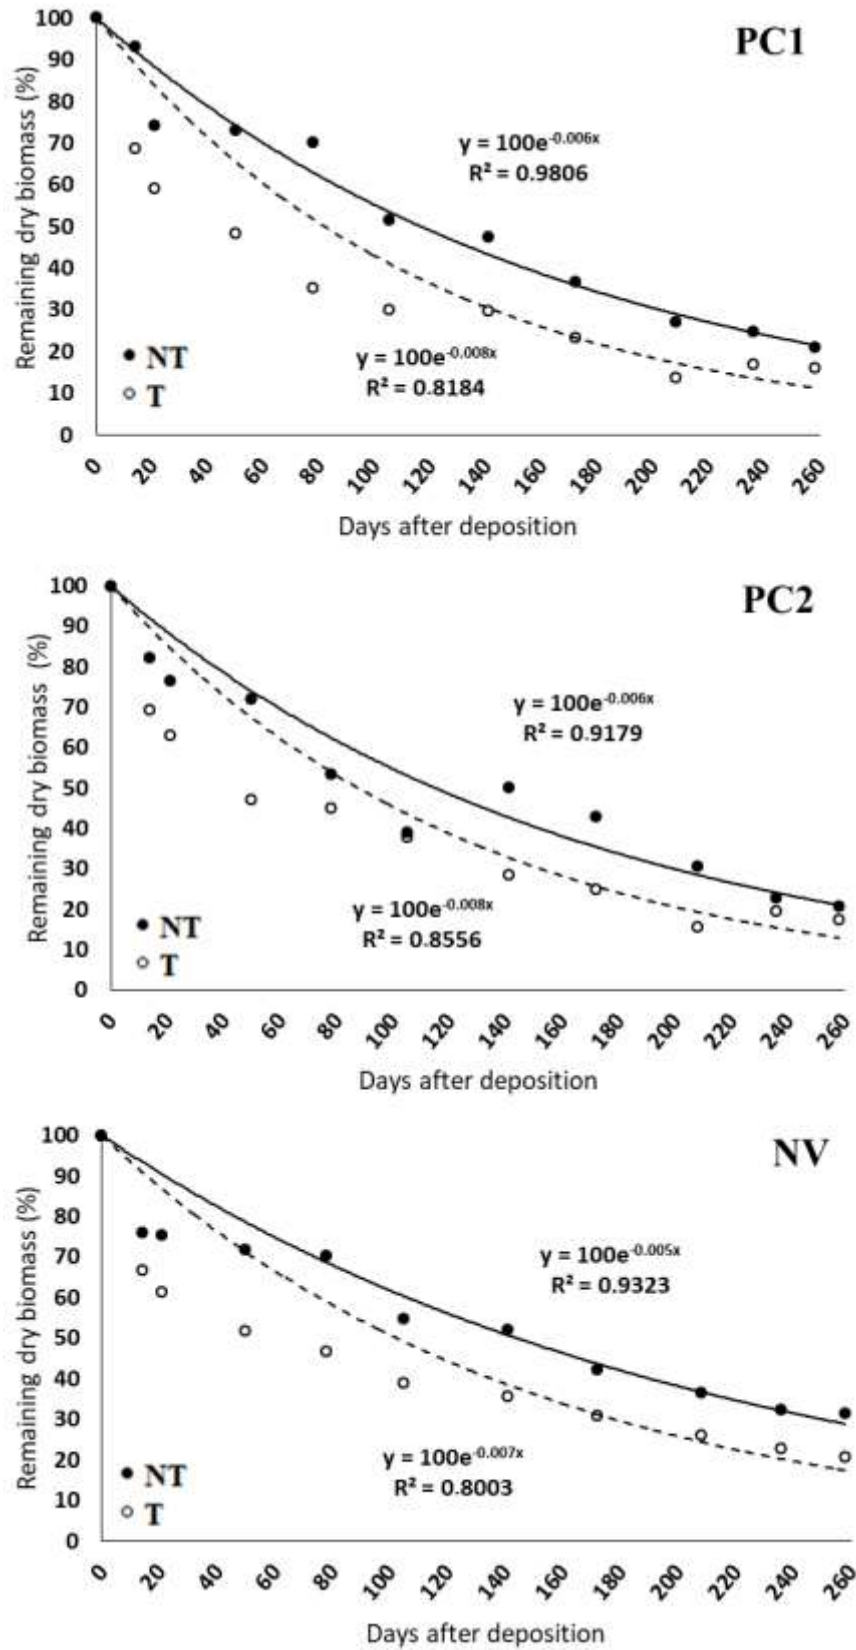 PC1
Remaining dry biomass (%)
100
90
80
70
60
50
40
30
20
10
0
y = 100e^-0.006x
R² = 0.9806
y = 100e^-0.008x
R² = 0.8184
NT
T
0 20 40 60 80 100 120 140 160 180 200 220 240 260
Days after deposition
PC2
Remaining dry biomass (%)
100
90
80
70
60
50
40
30
20
10
0
y = 100e^-0.006x
R² = 0.9179
y = 100e^-0.008x
R² = 0.8556
NT
T
0 20 40 60 80 100 120 140 160 180 200 220 240 260
Days after deposition
NV
Remaining dry biomass (%)
100
90
80
70
60
50
40
30
20
10
0
y = 100e^-0.005x
R² = 0.9323
y = 100e^-0.007x
R² = 0.8003
NT
T
0 20 40 60 80 100 120 140 160 180 200 220 240 260
Days after deposition